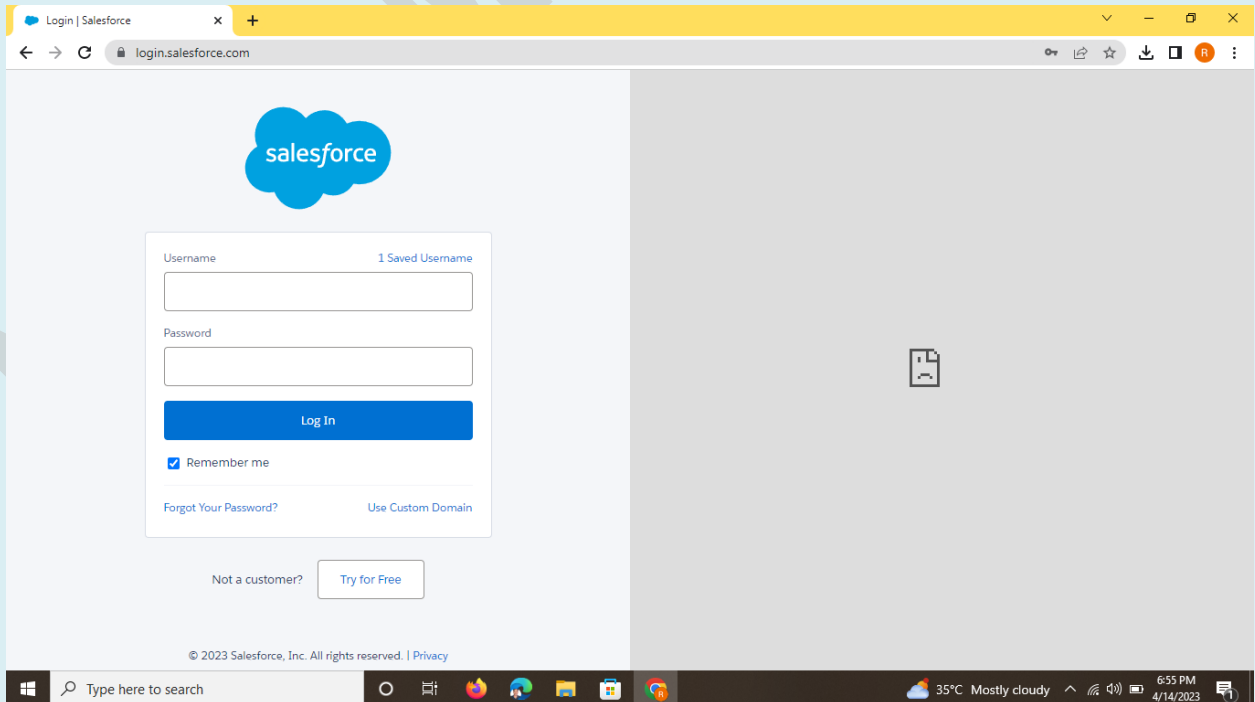 Login | Salesforce
login.salesforce.com
R
salesforce
Username 1 Saved Username
Password
Log In
Remember me
Forgot Your Password? Use Custom Domain
Not a customer? Try for Free
© 2023 Salesforce, Inc. All rights reserved. | Privacy
Type here to search
R
35°C Mostly cloudy
6:55 PM
4/14/2023
1